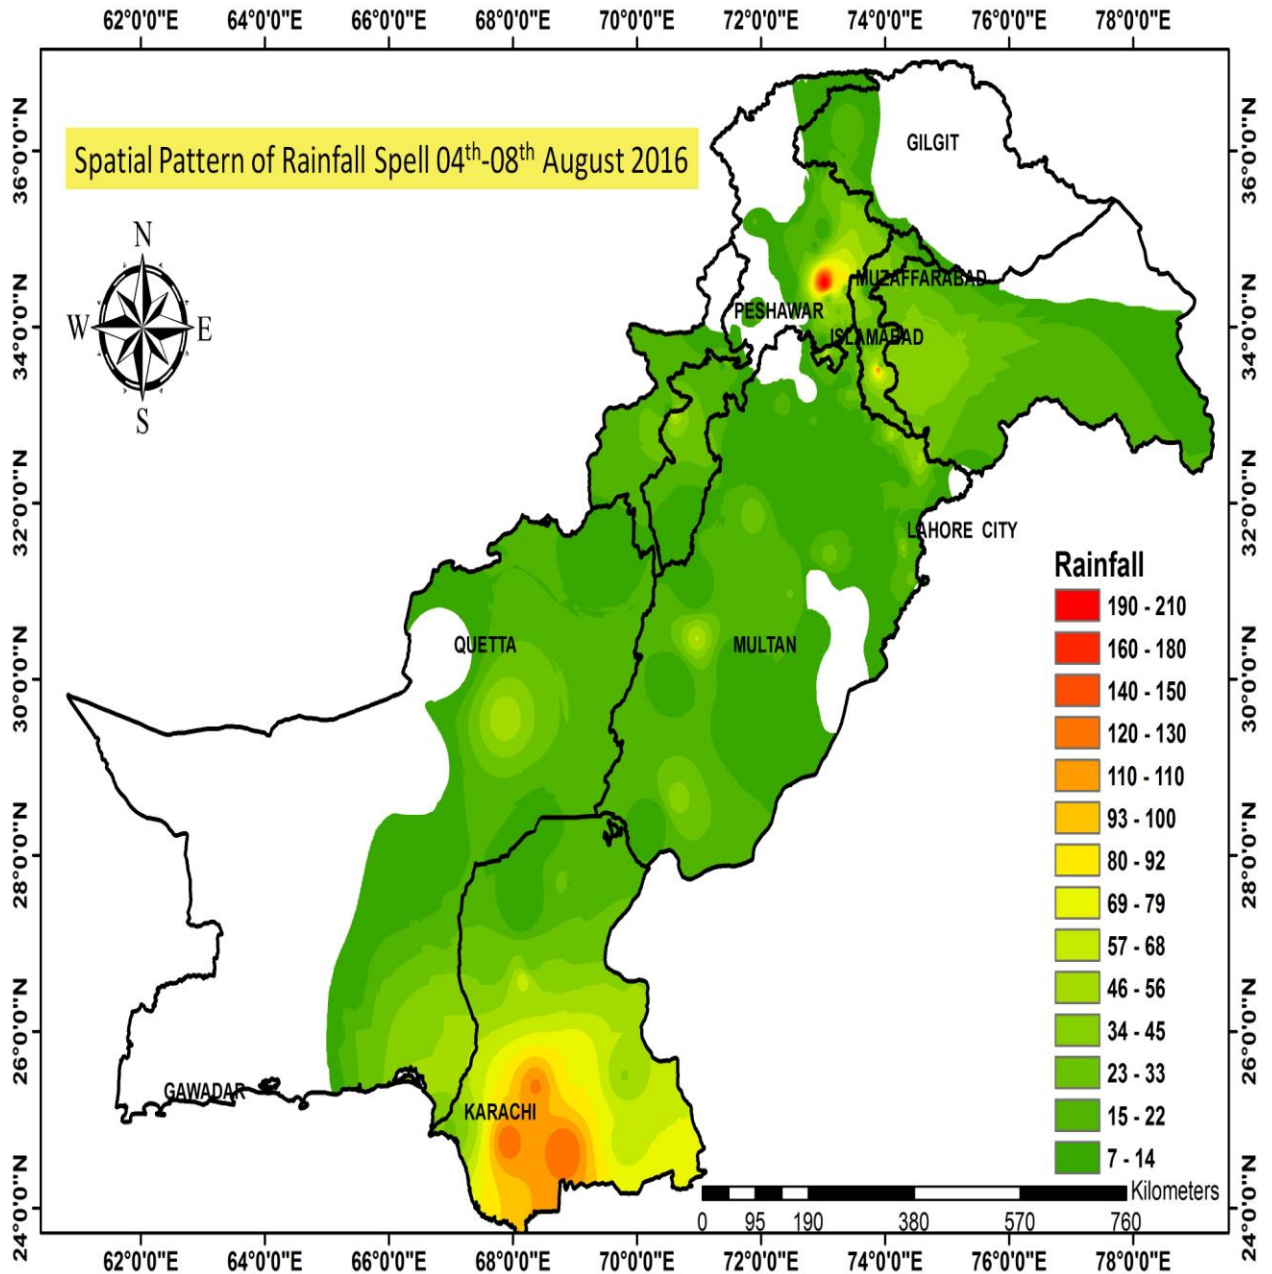 62°0'0"E 64°0'0"E 66°0'0"E 68°0'0"E 70°0'0"E 72°0'0"E 74°0'0"E 76°0'0"E 78°0'0"E
Spatial Pattern of Rainfall Spell 04th-08th August 2016
N
W E
S
36°0'0"N 36°0'0"N
34°0'0"N 34°0'0"N
32°0'0"N 32°0'0"N
30°0'0"N 30°0'0"N
28°0'0"N 28°0'0"N
26°0'0"N 26°0'0"N
24°0'0"N 24°0'0"N
GILGIT
MUZAFFARABAD
PESHAWAR
ISLAMABAD
LAHORE CITY
QUETTA
MULTAN
GAWADAR
KARACHI
Rainfall
190 - 210
160 - 180
140 - 150
120 - 130
110 - 110
93 - 100
80 - 92
69 - 79
57 - 68
46 - 56
34 - 45
23 - 33
15 - 22
7 - 14
Kilometers
0 95 190 380 570 760
62°0'0"E 64°0'0"E 66°0'0"E 68°0'0"E 70°0'0"E 72°0'0"E 74°0'0"E 76°0'0"E 78°0'0"E